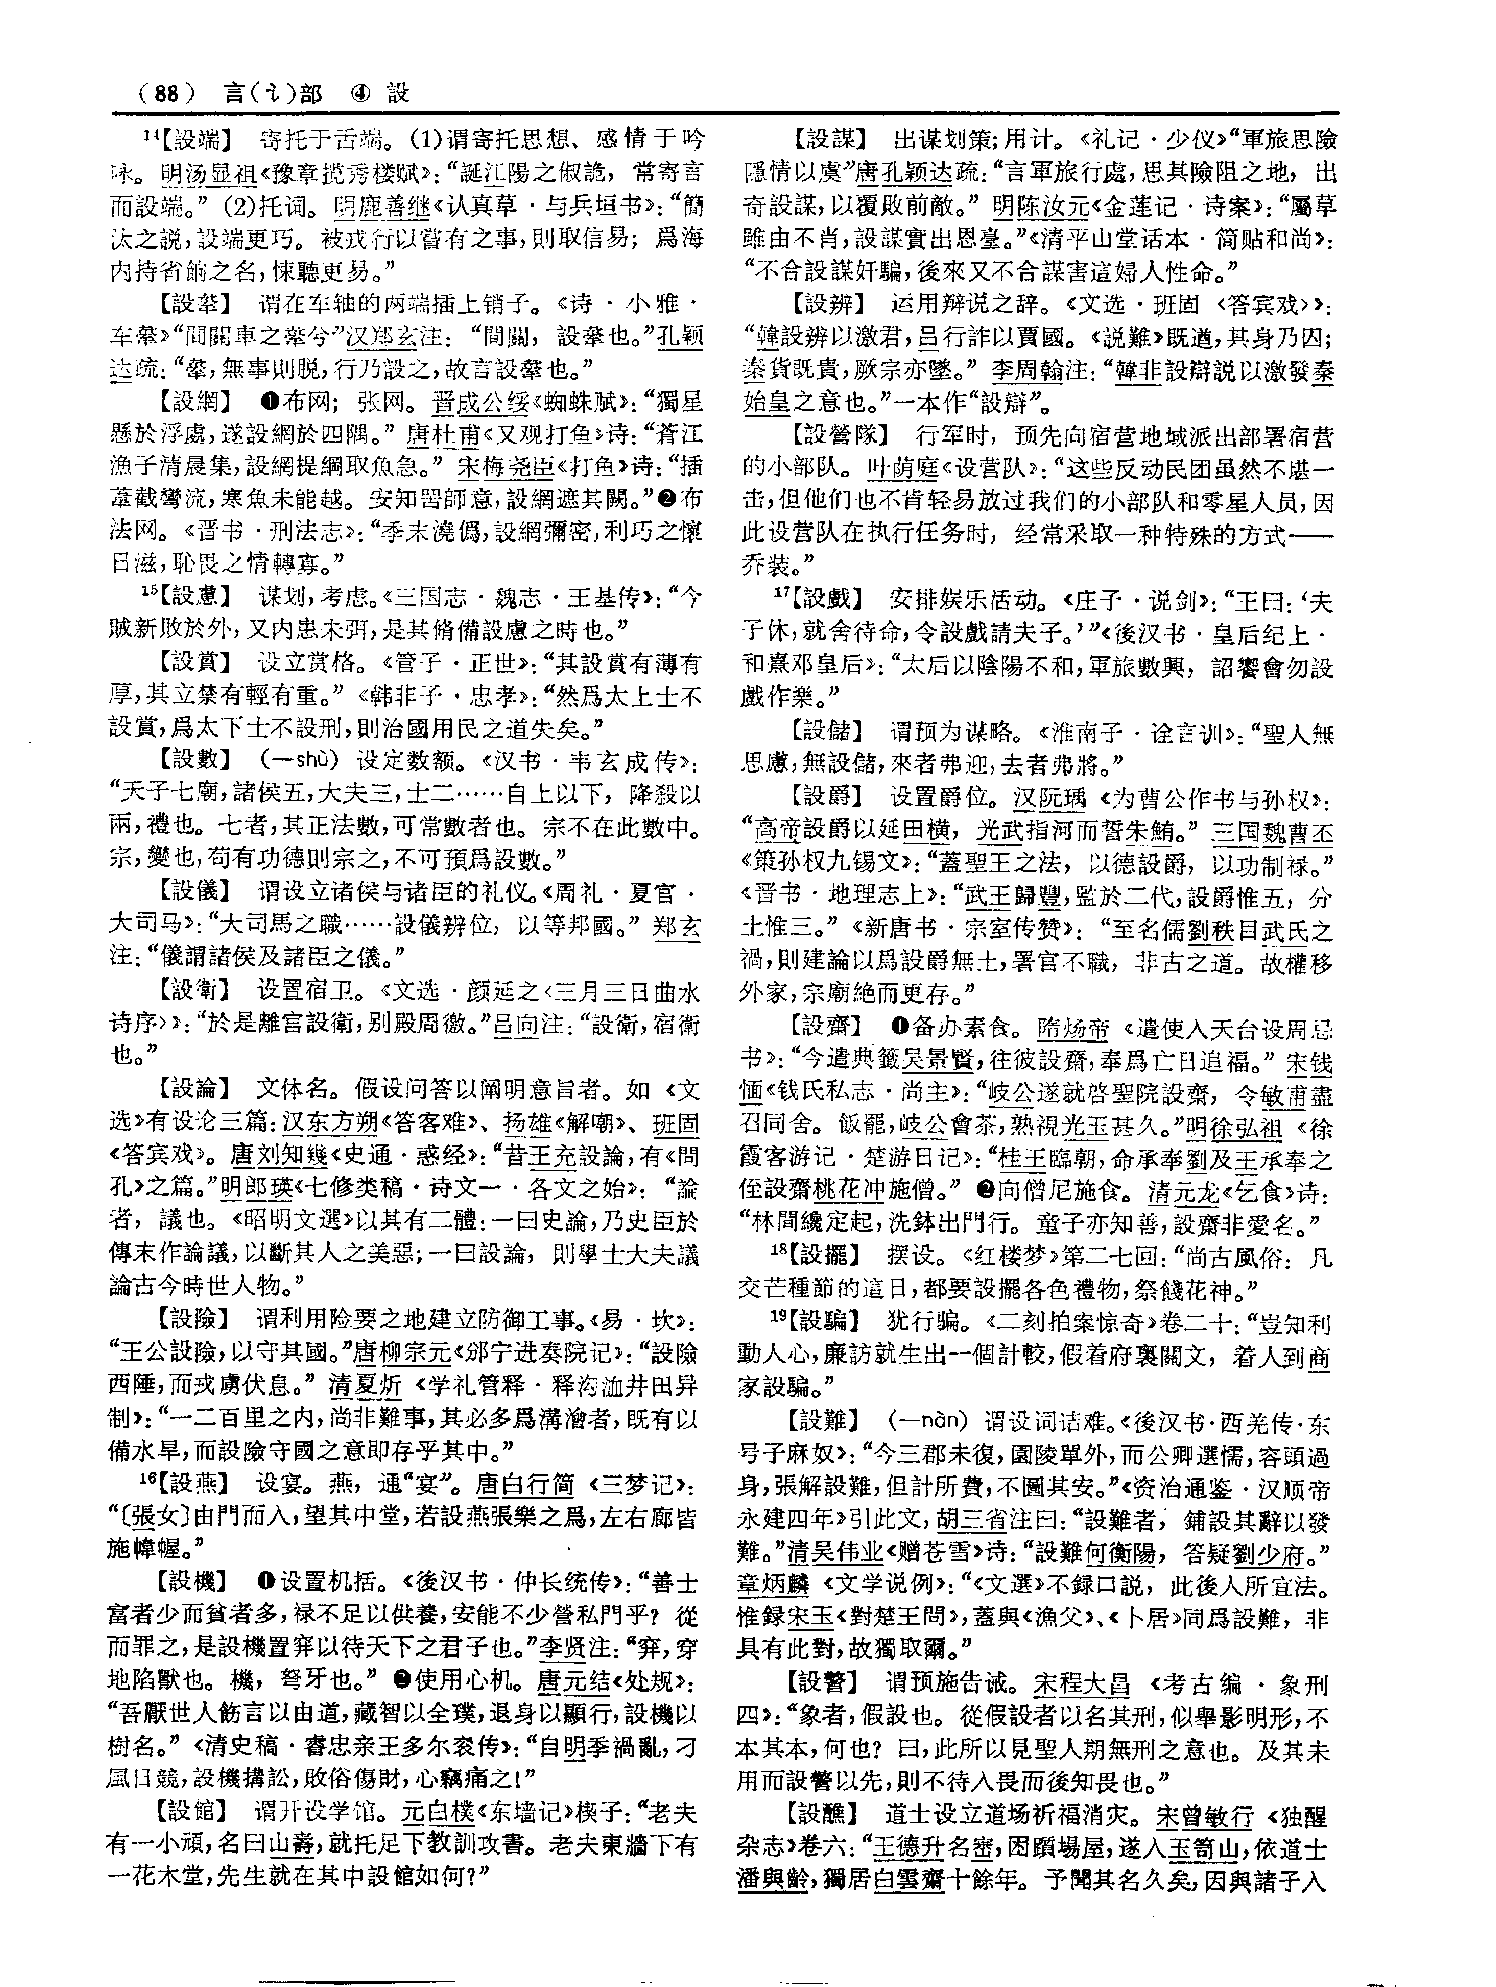 （88） 言(讠)部 ④ 設
14【設端】 寄托于舌端。(1)谓寄托思想、感情于吟
咏。明汤显祖《豫章揽秀楼赋》：“誕江陽之俶詭，常寄言
而設端。”(2)托词。明鹿善继《认真草·与兵垣书》：“簡
汰之説，設端更巧。被戎行以嘗有之事，則取信易；爲海
内持省餉之名，悚聽更易。”
【設舝】 谓在车轴的两端插上销子。《诗·小雅·
车舝》“間關車之舝兮”汉郑玄注：“間關，設舝也。”孔颖
达疏：“舝，無事則脱，行乃設之，故言設舝也。”
【設網】 ❶布网；张网。晋成公绥《蜘蛛赋》：“獨星
懸於浮處，遂設網於四隅。”唐杜甫《又观打鱼》诗：“蒼江
漁子清晨集，設網提綱取魚急。”宋梅尧臣《打鱼》诗：“插
葦截彎流，寒魚未能越。安知罟師意，設網遮其闕。”❷布
法网。《晋书·刑法志》：“季末澆僞，設網彌密，利巧之懷
日滋，恥畏之情轉寡。”
15【設慮】 谋划，考虑。《三国志·魏志·王基传》：“今
賊新敗於外，又内患未弭，是其脩備設慮之時也。”
【設賞】 设立赏格。《管子·正世》：“其設賞有薄有
厚，其立禁有輕有重。”《韩非子·忠孝》：“然爲太上士不
設賞，爲太下士不設刑，則治國用民之道失矣。”
【設數】 （—shù）设定数额。《汉书·韦玄成传》：
“天子七廟，諸侯五，大夫三，士二……自上以下，降殺以
兩，禮也。七者，其正法數，可常數者也。宗不在此數中。
宗，變也，苟有功德則宗之，不可預爲設數。”
【設儀】 谓设立诸侯与诸臣的礼仪。《周礼·夏官·
大司马》：“大司馬之職……設儀辨位，以等邦國。”郑玄
注：“儀謂諸侯及諸臣之儀。”
【設衛】 设置宿卫。《文选·颜延之〈三月三日曲水
诗序〉》：“於是離宫設衛，别殿周徼。”吕向注：“設衛，宿衛
也。”
【設論】 文体名。假设问答以阐明意旨者。如《文
选》有设论三篇：汉东方朔《答客难》、扬雄《解嘲》、班固
《答宾戏》。唐刘知幾《史通·惑经》：“昔王充設論，有《問
孔》之篇。”明郎瑛《七修类稿·诗文一·各文之始》：“論
者，議也。《昭明文選》以其有二體：一曰史論，乃史臣於
傳末作論議，以斷其人之美惡；一曰設論，則學士大夫議
論古今時世人物。”
【設險】 谓利用险要之地建立防御工事。《易·坎》：
“王公設險，以守其國。”唐柳宗元《邠宁进奏院记》：“設險
西陲，而戎虜伏息。”清夏炘《学礼管释·释沟洫井田异
制》：“一二百里之内，尚非難事，其必多爲溝澮者，既有以
備水旱，而設險守國之意即存乎其中。”
16【設燕】 设宴。燕，通“宴”。唐白行简《三梦记》：
“〔張女〕由門而入，望其中堂，若設燕張樂之爲，左右廊皆
施幃幄。”
【設機】 ❶设置机括。《後汉书·仲长统传》：“善士
富者少而貧者多，禄不足以供養，安能不少營私門乎？從
而罪之，是設機置穽以待天下之君子也。”李贤注：“穽，穿
地陷獸也。機，弩牙也。”❷使用心机。唐元结《处规》：
“吾厭世人飭言以由道，藏智以全璞，退身以顯行，設機以
樹名。”《清史稿·睿忠亲王多尔衮传》：“自明季禍亂，刁
風日競，設機搆訟，敗俗傷財，心竊痛之！”
【設館】 谓开设学馆。元白樸《东墙记》楔子：“老夫
有一小頑，名曰山壽，就托足下教訓攻書。老夫東牆下有
一花木堂，先生就在其中設館如何？”
【設謀】 出谋划策；用计。《礼记·少仪》“軍旅思險
隱情以虞”唐孔颖达疏：“言軍旅行處，思其險阻之地，出
奇設謀，以覆敗前敵。”明陈汝元《金莲记·诗案》：“屬草
雖由不肖，設謀實出恩臺。”《清平山堂话本·简贴和尚》：
“不合設謀奸騙，後來又不合謀害這婦人性命。”
【設辨】 运用辩说之辞。《文选·班固〈答宾戏〉》：
“韓設辨以激君，吕行詐以賈國。《説難》既遒，其身乃囚；
秦貨既貴，厥宗亦墜。”李周翰注：“韓非設辯説以激發秦
始皇之意也。”一本作“設辯”。
【設營隊】 行军时，预先向宿营地域派出部署宿营
的小部队。叶荫庭《设营队》：“这些反动民团虽然不堪一
击，但他们也不肯轻易放过我们的小部队和零星人员，因
此设营队在执行任务时，经常采取一种特殊的方式——
乔装。”
17【設戲】 安排娱乐活动。《庄子·说剑》：“王曰：‘夫
子休，就舍待命，令設戲請夫子。’”《後汉书·皇后纪上·
和熹邓皇后》：“太后以陰陽不和，軍旅數興，詔饗會勿設
戲作樂。”
【設儲】 谓预为谋略。《淮南子·诠言训》：“聖人無
思慮，無設儲，來者弗迎，去者弗將。”
【設爵】 设置爵位。汉阮瑀《为曹公作书与孙权》：
“高帝設爵以延田横，光武指河而誓朱鮪。”三国魏曹丕
《策孙权九锡文》：“蓋聖王之法，以德設爵，以功制禄。”
《晋书·地理志上》：“武王歸豐，監於二代，設爵惟五，分
土惟三。”《新唐书·宗室传赞》：“至名儒劉秩目武氏之
禍，則建論以爲設爵無土，署官不職，非古之道。故權移
外家，宗廟絶而更存。”
【設齋】 ❶备办素食。隋炀帝《遣使入天台设周忌
书》：“今遣典籤吴景賢，往彼設齋，奉爲亡日追福。”宋钱
愐《钱氏私志·尚主》：“岐公遂就啓聖院設齋，令敏甫盡
召同舍。飯罷，岐公會茶，熟視光玉甚久。”明徐弘祖《徐
霞客游记·楚游日记》：“桂王臨朝，命承奉劉及王承奉之
侄設齋桃花冲施僧。”❷向僧尼施食。清元龙《乞食》诗：
“林間纔定起，洗鉢出門行。童子亦知善，設齋非愛名。”
18【設擺】 摆设。《红楼梦》第二七回：“尚古風俗：凡
交芒種節的這日，都要設擺各色禮物，祭餞花神。”
19【設騙】 犹行骗。《二刻拍案惊奇》卷二十：“豈知利
動人心，廉訪就生出一個計較，假着府裏關文，着人到商
家設騙。”
【設難】 （—nàn）谓设词诘难。《後汉书·西羌传·东
号子麻奴》：“今三郡未復，園陵單外，而公卿選懦，容頭過
身，張解設難，但計所費，不圖其安。”《资治通鉴·汉顺帝
永建四年》引此文，胡三省注曰：“設難者，鋪設其辭以發
難。”清吴伟业《赠苍雪》诗：“設難何衡陽，答疑劉少府。”
章炳麟《文学说例》：“《文選》不録口説，此後人所宜法。
惟録宋玉《對楚王問》，蓋與《漁父》、《卜居》同爲設難，非
具有此對，故獨取爾。”
【設警】 谓预施告诫。宋程大昌《考古编·象刑
四》：“象者，假設也。從假設者以名其刑，似舉影明形，不
本其本，何也？曰，此所以見聖人期無刑之意也。及其未
用而設警以先，則不待入畏而後知畏也。”
【設醮】 道士设立道场祈福消灾。宋曾敏行《独醒
杂志》卷六：“王德升名寍，困躓場屋，遂入玉笥山，依道士
潘與齡，獨居白雲齋十餘年。予聞其名久矣，因與諸子入